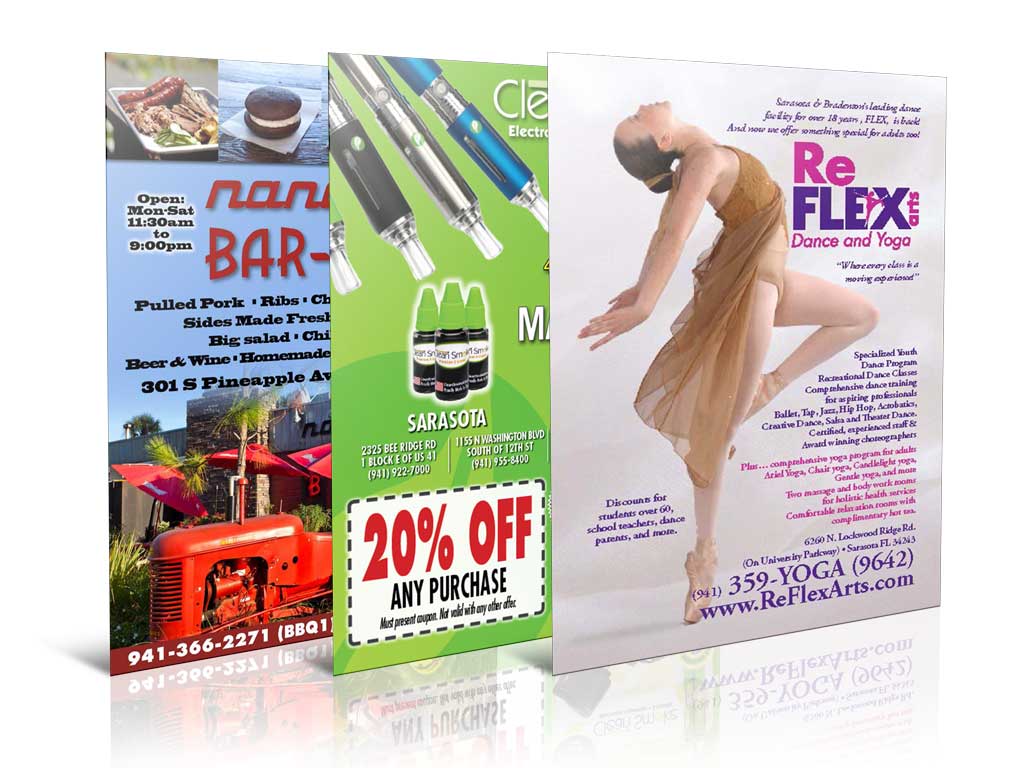 Open:
Mon-Sat
11:30am
to
9:00pm
BAR-
Pulled Pork • Ribs •
Sides Made Fresh
Big salad •
Beer & Wine • Homemade
301 S Pineapple
941-366-2271 (BBQ1)
Electro
SARASOTA
2325 BEE RIDGE RD
1 BLOCK E OF US 41
(941) 922-7000
1155 N WASHINGTON BLVD
SOUTH OF 12TH ST
(941) 955-8400
20% OFF
ANY PURCHASE
Must present coupon. Not valid with any other offer.
Sarasota & Bradenton's leading dance
facility for over 18 years, FLEX, is back!
And now we offer something special for adults too!
Re
FLEX arts
Dance and Yoga
"Where every class is a
moving experience!"
Specialized Youth
Dance Program
Recreational Dance Classes
Comprehensive dance training
for aspiring professionals
Ballet, Tap, Jazz, Hip Hop, Acrobatics,
Creative Dance, Salsa and Theater Dance.
Certified, experienced staff &
Award winning choreographers
Plus... comprehensive yoga program for adults
Ariel Yoga, Chair yoga, Candlelight yoga,
Gentle yoga, and more
Two massage and body work rooms
for holistic health services
Comfortable relaxation rooms with
complimentary hot tea.
Discounts for
students over 60,
school teachers, dance
parents, and more.
6260 N. Lockwood Ridge Rd.
(On University Parkway) • Sarasota FL 34243
(941) 359-YOGA (9642)
www.ReFlexArts.com